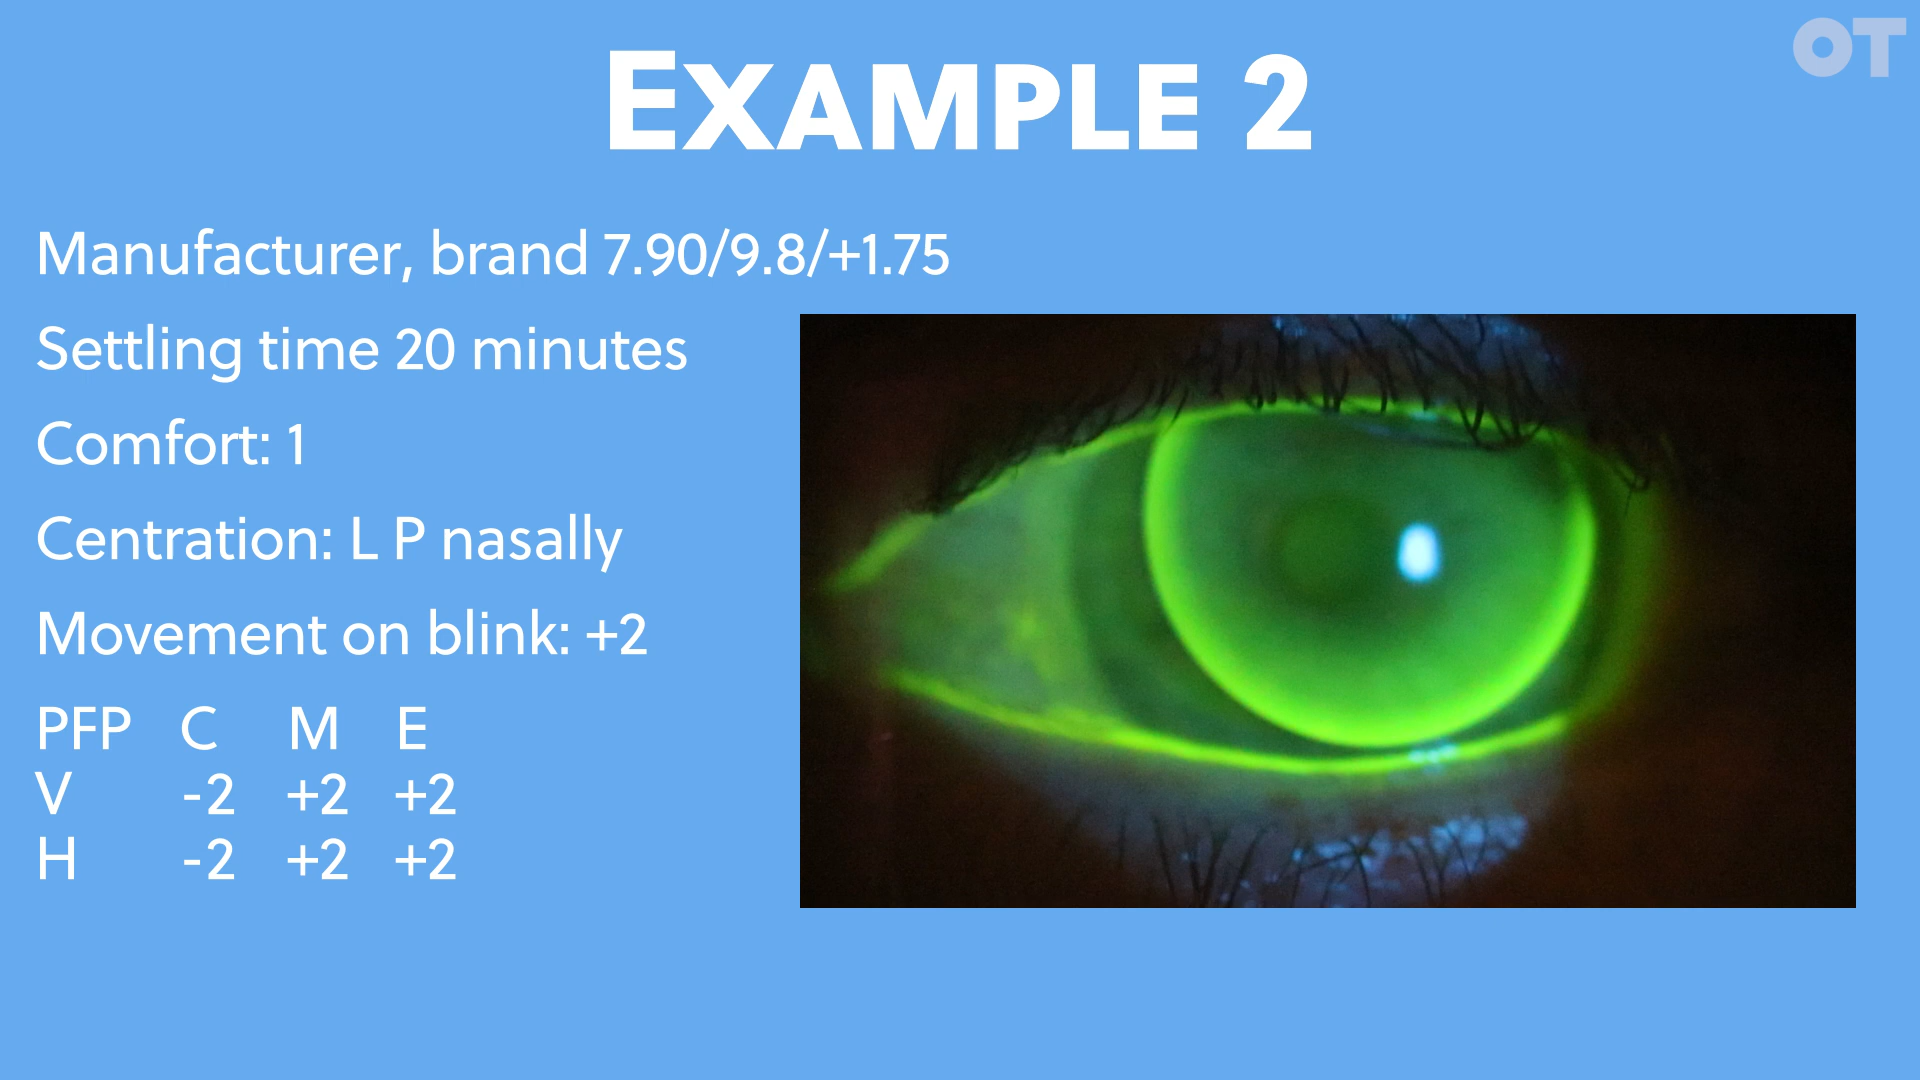 OT
EXAMPLE 2
Manufacturer, brand 7.90/9.8/+1.75
Settling time 20 minutes
Comfort: 1
Centration: L P nasally
Movement on blink: +2
PFP C M E
V -2 +2 +2
H -2 +2 +2